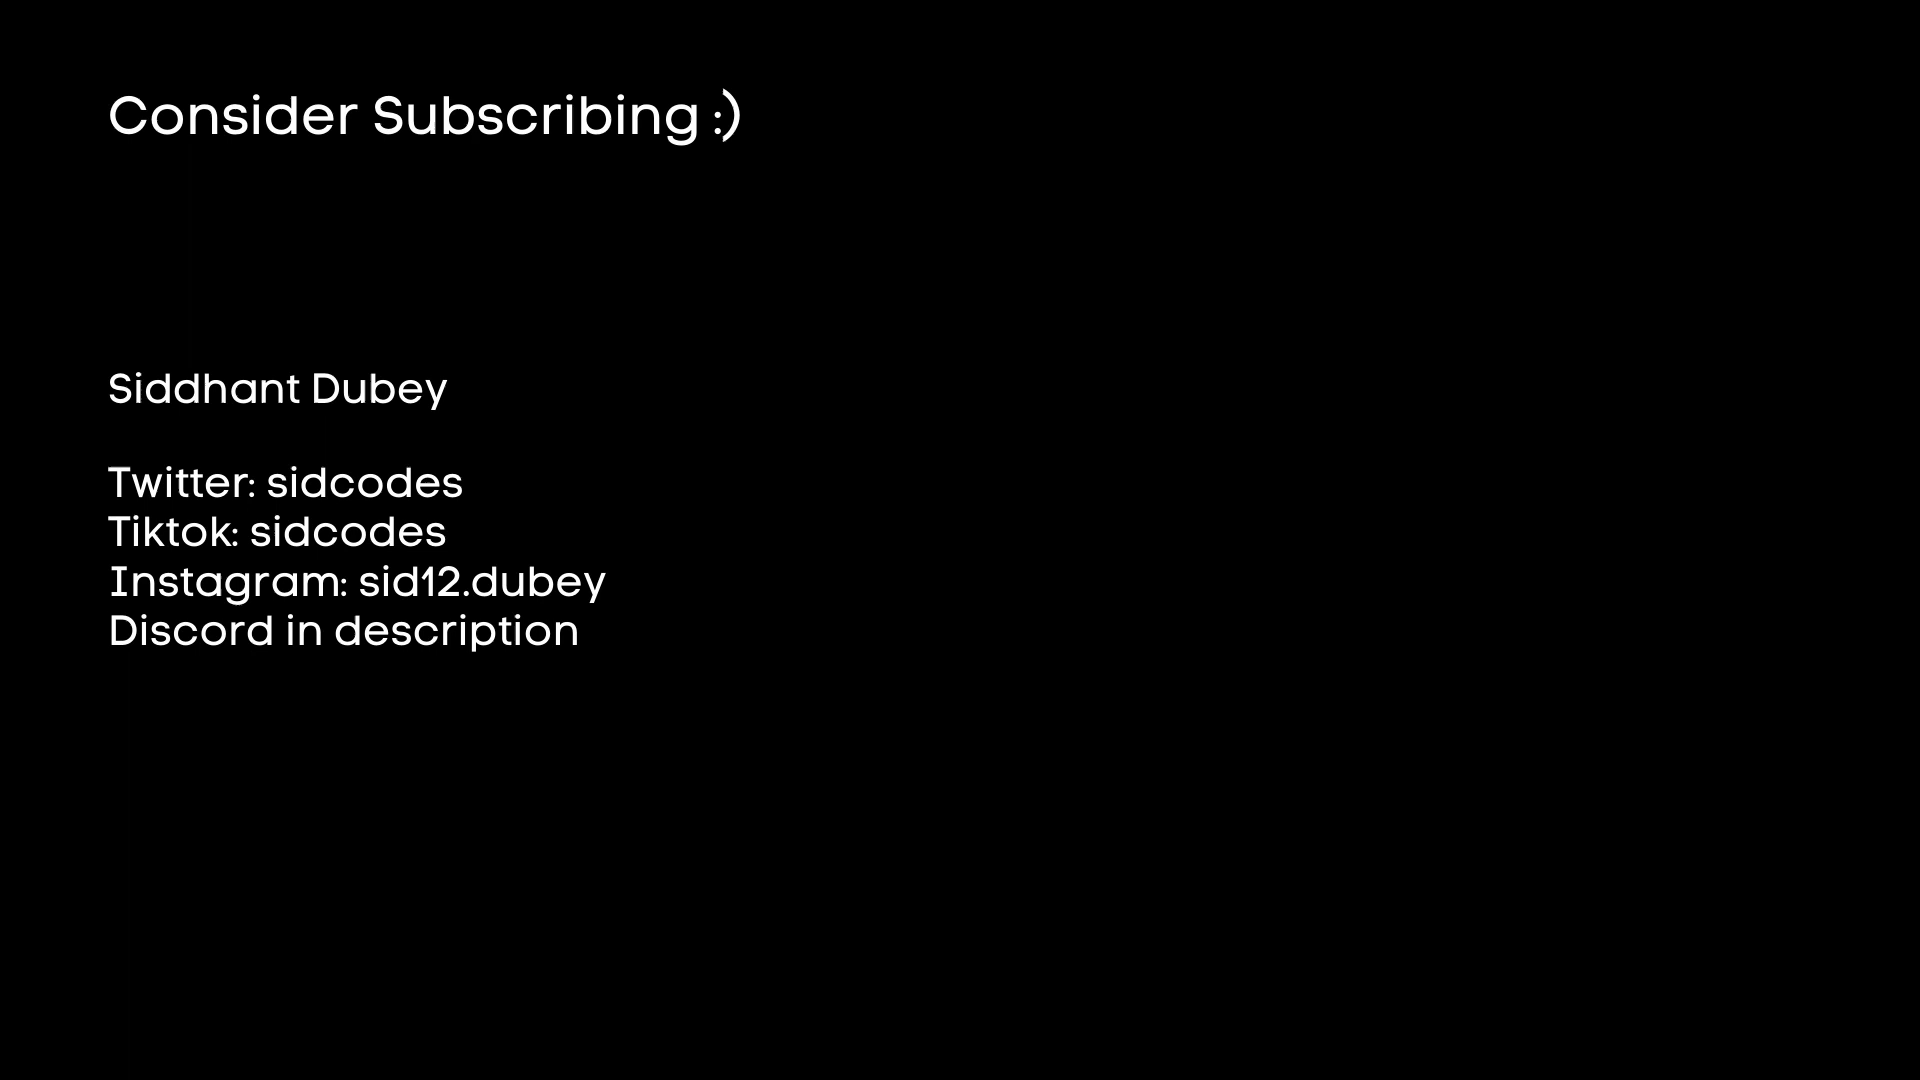 Consider Subscribing :)
Siddhant Dubey
Twitter: sidcodes
Tiktok: sidcodes
Instagram: sid12.dubey
Discord in description